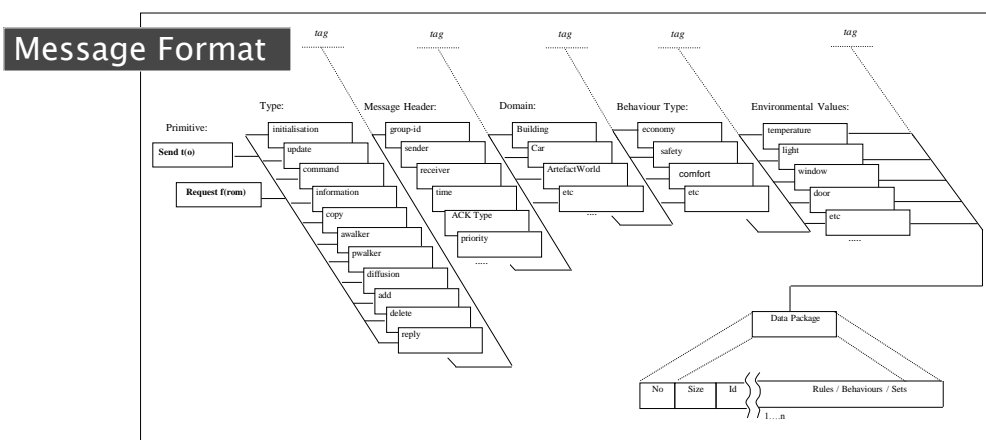 Message Format
tag
tag
tag
tag
tag
Primitive:
Send t(o)
Request f(rom)
Type:
initialisation
update
command
information
copy
awalker
pwalker
diffusion
add
delete
reply
Message Header:
group-id
sender
receiver
time
ACK Type
priority
.....
Domain:
Building
Car
ArtefactWorld
etc
....
Behaviour Type:
economy
safety
comfort
etc
.....
Environmental Values:
temperature
light
window
door
etc
.....
Data Package
No
Size
Id
Rules / Behaviours / Sets
1....n